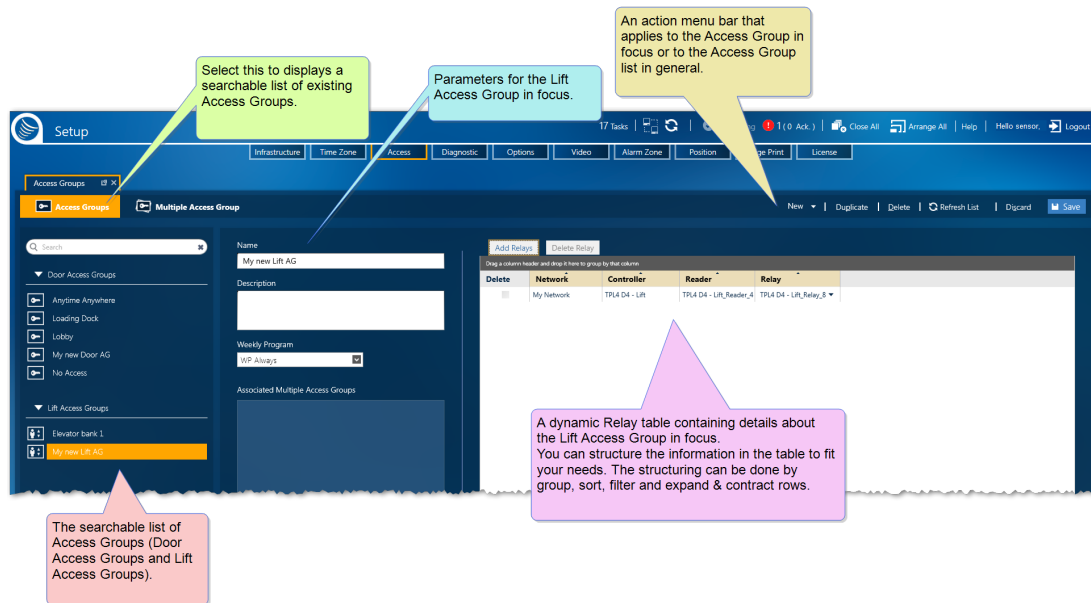 An action menu bar that
applies to the Access Group in
focus or to the Access Group
list in general.
Select this to displays a
searchable list of existing
Access Groups.
Parameters for the Lift
Access Group in focus.
Setup
17 Tasks
1 ( 0 Ack. ) | Close All Arrange All | Help | Hello sensor, Logout
Infrastructure Time Zone Access Diagnostic Options Video Alarm Zone Position Print License
Access Groups
Access Groups Multiple Access Group New | Duplicate | Delete | Refresh List | Discard Save
Search
Door Access Groups
Anytime Anywhere
Loading Dock
Lobby
My new Door AG
No Access
Lift Access Groups
Elevator bank 1
My new Lift AG
Name
My new Lift AG
Description
Weekly Program
WP Always
Associated Multiple Access Groups
Add Relays Delete Relay
Drag a column header and drop it here to group by that column
Delete Network Controller Reader Relay
My Network TPL4 D4 - Lift TPL4 D4 - Lift_Reader_4 TPL4 D4 - Lift_Relay_8
A dynamic Relay table containing details about
the Lift Access Group in focus.
You can structure the information in the table to fit
your needs. The structuring can be done by
group, sort, filter and expand & contract rows.
The searchable list of
Access Groups (Door
Access Groups and Lift
Access Groups).